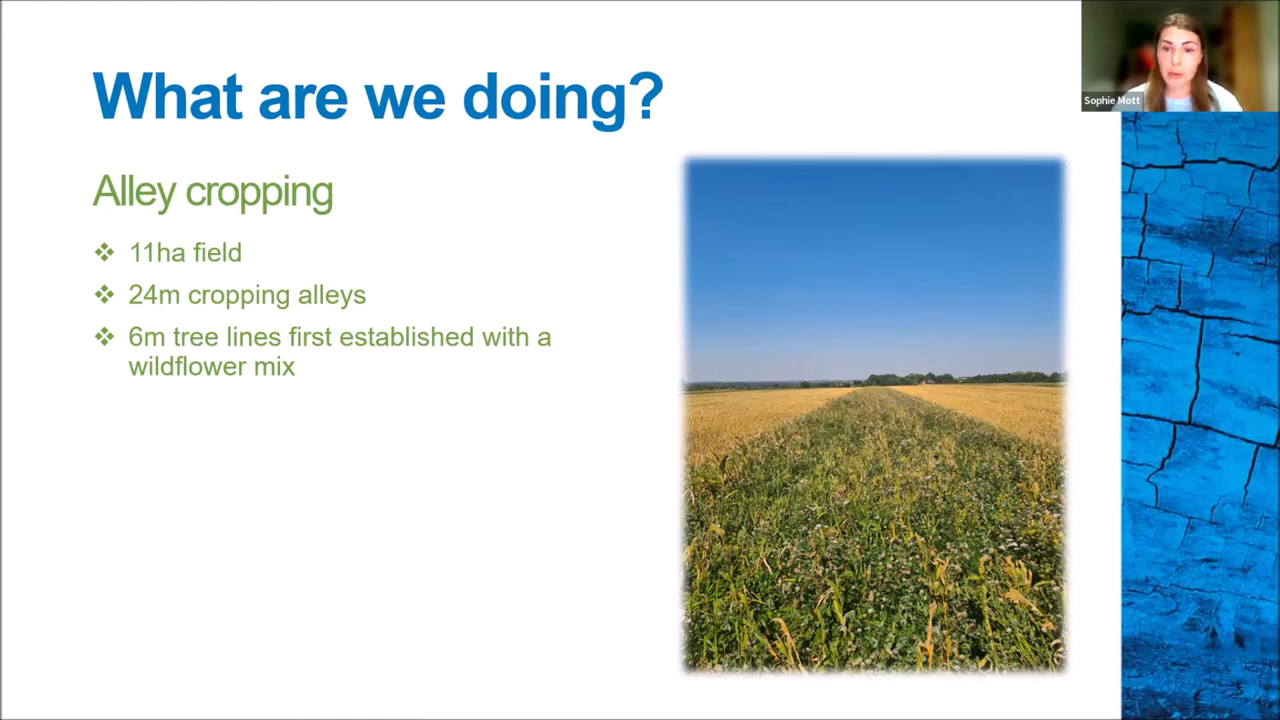 What are we doing?
Sophie Mott
Alley cropping
❖ 11ha field
❖ 24m cropping alleys
❖ 6m tree lines first established with a
wildflower mix